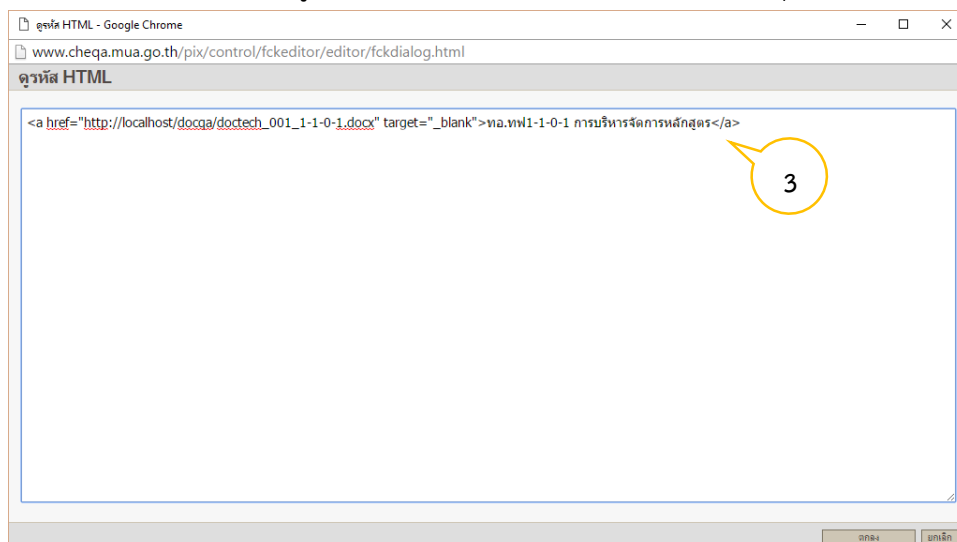 ดูรหัส HTML - Google Chrome
www.cheqa.mua.go.th/pix/control/fckeditor/editor/fckdialog.html
ดูรหัส HTML
<a href="http://localhost/docqa/doctech_001_1-1-0-1.docx" target="_blank">ทอ.ทฟ1-1-0-1 การบริหารจัดการหลักสูตร</a>
3
ตกลง ยกเลิก